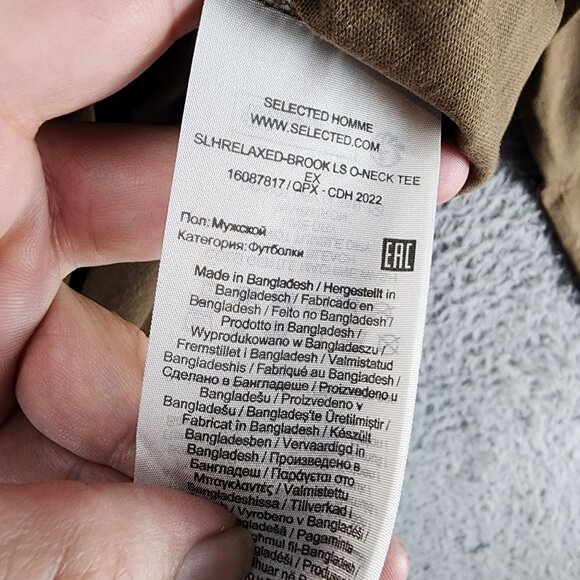 SELECTED HOMME
WWW.SELECTED.COM
SLHRELAXED-BROOK LS O-NECK TEE
EX
16087817/QPX - CDH 2022
Пол: Мужской
Категория: Футболки
EAC
Made in Bangladesh / Hergestellt in
Bangladesch / Fabricado en
Bangladesh / Feito no Bangladesh /
Prodotto in Bangladesh /
Wyprodukowano w Bangladeszu /
Fremstillet i Bangladesh / Valmistatud
Bangladeshis / Fabriqué au Bangladesh /
Сделано в Бангладеше / Proizvedeno u
Bangladešu / Proizvedeno v
Bangladešu / Bangladeş'te Üretilmiştir /
Fabricat în Bangladesh / Készült
Bangladesben / Vervaardigd in
Bangladesh / Произведено в
Бангладеш / Παράγεται στο
Μπαγκλαντές / Valmistettu
Bangladeshissa / Tillverkad i
/ Vyrobeno v Bangladéši /
/ Pagaminta
fil-Bangladesh